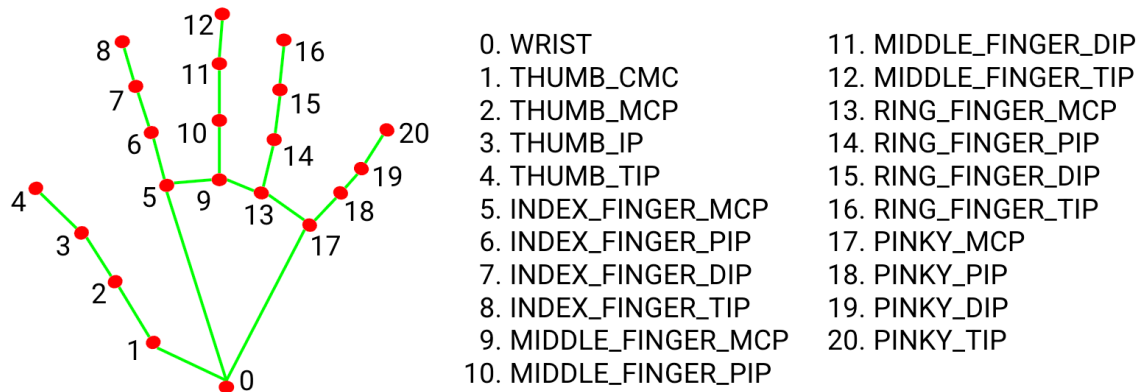 12
8
16
11
7
15
6
10
20
14
4
5
9
19
13
18
3
17
2
1
0
0. WRIST
1. THUMB_CMC
2. THUMB_MCP
3. THUMB_IP
4. THUMB_TIP
5. INDEX_FINGER_MCP
6. INDEX_FINGER_PIP
7. INDEX_FINGER_DIP
8. INDEX_FINGER_TIP
9. MIDDLE_FINGER_MCP
10. MIDDLE_FINGER_PIP
11. MIDDLE_FINGER_DIP
12. MIDDLE_FINGER_TIP
13. RING_FINGER_MCP
14. RING_FINGER_PIP
15. RING_FINGER_DIP
16. RING_FINGER_TIP
17. PINKY_MCP
18. PINKY_PIP
19. PINKY_DIP
20. PINKY_TIP